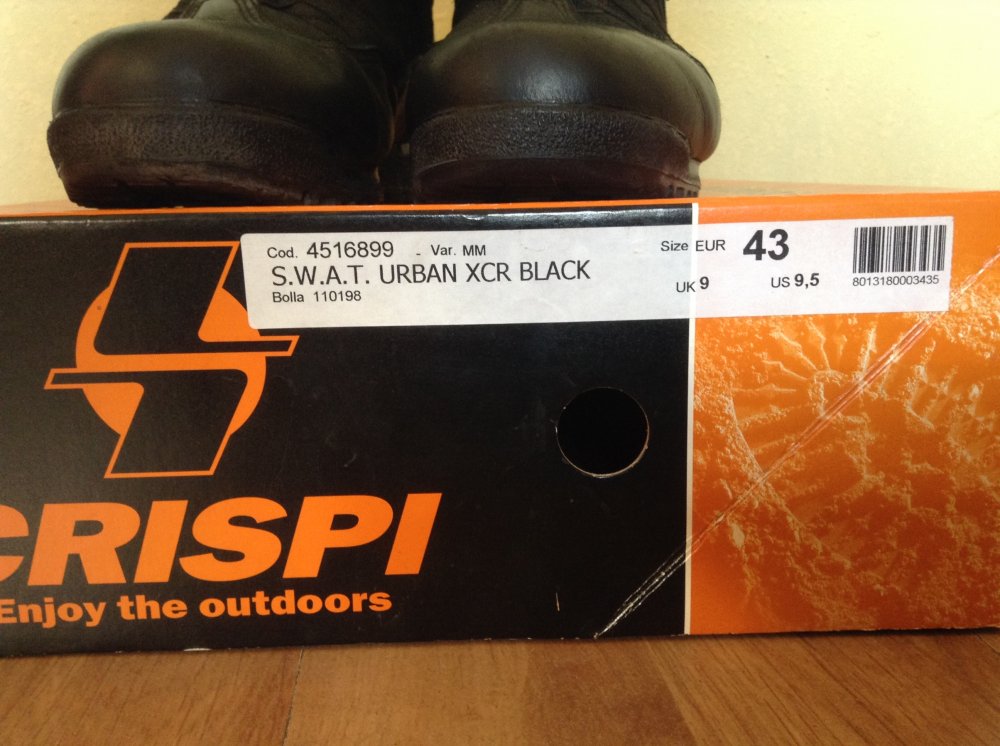 Cod. 4516899 - Var. MM Size EUR 43
S.W.A.T. URBAN XCR BLACK
Bolla 110198 UK 9 US 9,5
8013180003435
CRISPI
Enjoy the outdoors